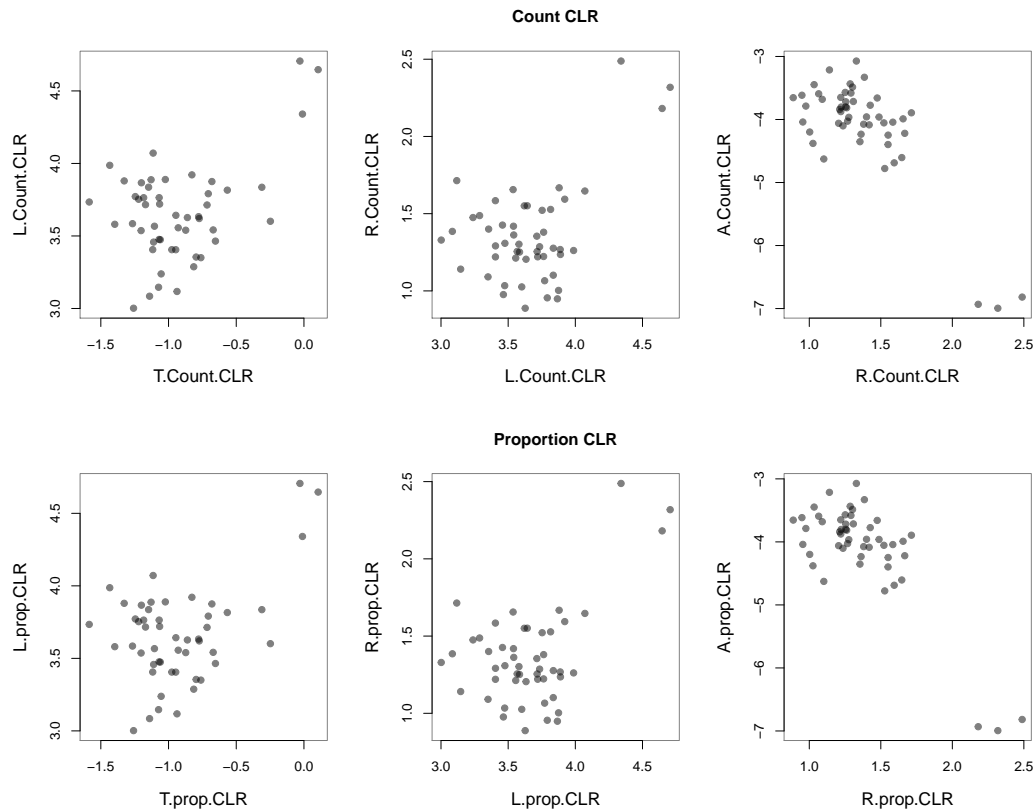 Count CLR
3.0 3.5 4.0 4.5
L.Count.CLR
−1.5 −1.0 −0.5 0.0
T.Count.CLR
1.0 1.5 2.0 2.5
R.Count.CLR
3.0 3.5 4.0 4.5
L.Count.CLR
−7 −6 −5 −4 −3
A.Count.CLR
1.0 1.5 2.0 2.5
R.Count.CLR
Proportion CLR
3.0 3.5 4.0 4.5
L.prop.CLR
−1.5 −1.0 −0.5 0.0
T.prop.CLR
1.0 1.5 2.0 2.5
R.prop.CLR
3.0 3.5 4.0 4.5
L.prop.CLR
−7 −6 −5 −4 −3
A.prop.CLR
1.0 1.5 2.0 2.5
R.prop.CLR